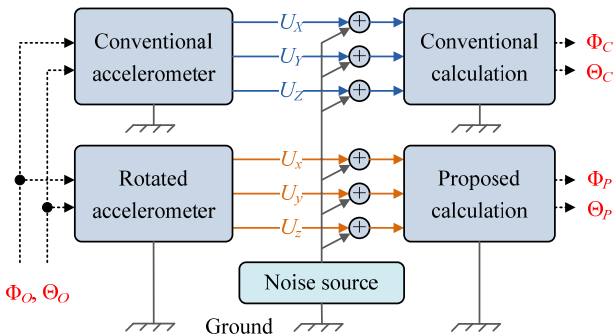 Conventional accelerometer
U_X
U_Y
U_Z
+
+
+
Conventional calculation
Φ_C
Θ_C
Rotated accelerometer
U_x
U_y
U_z
+
+
+
Proposed calculation
Φ_P
Θ_P
Φ_O, Θ_O
Noise source
Ground